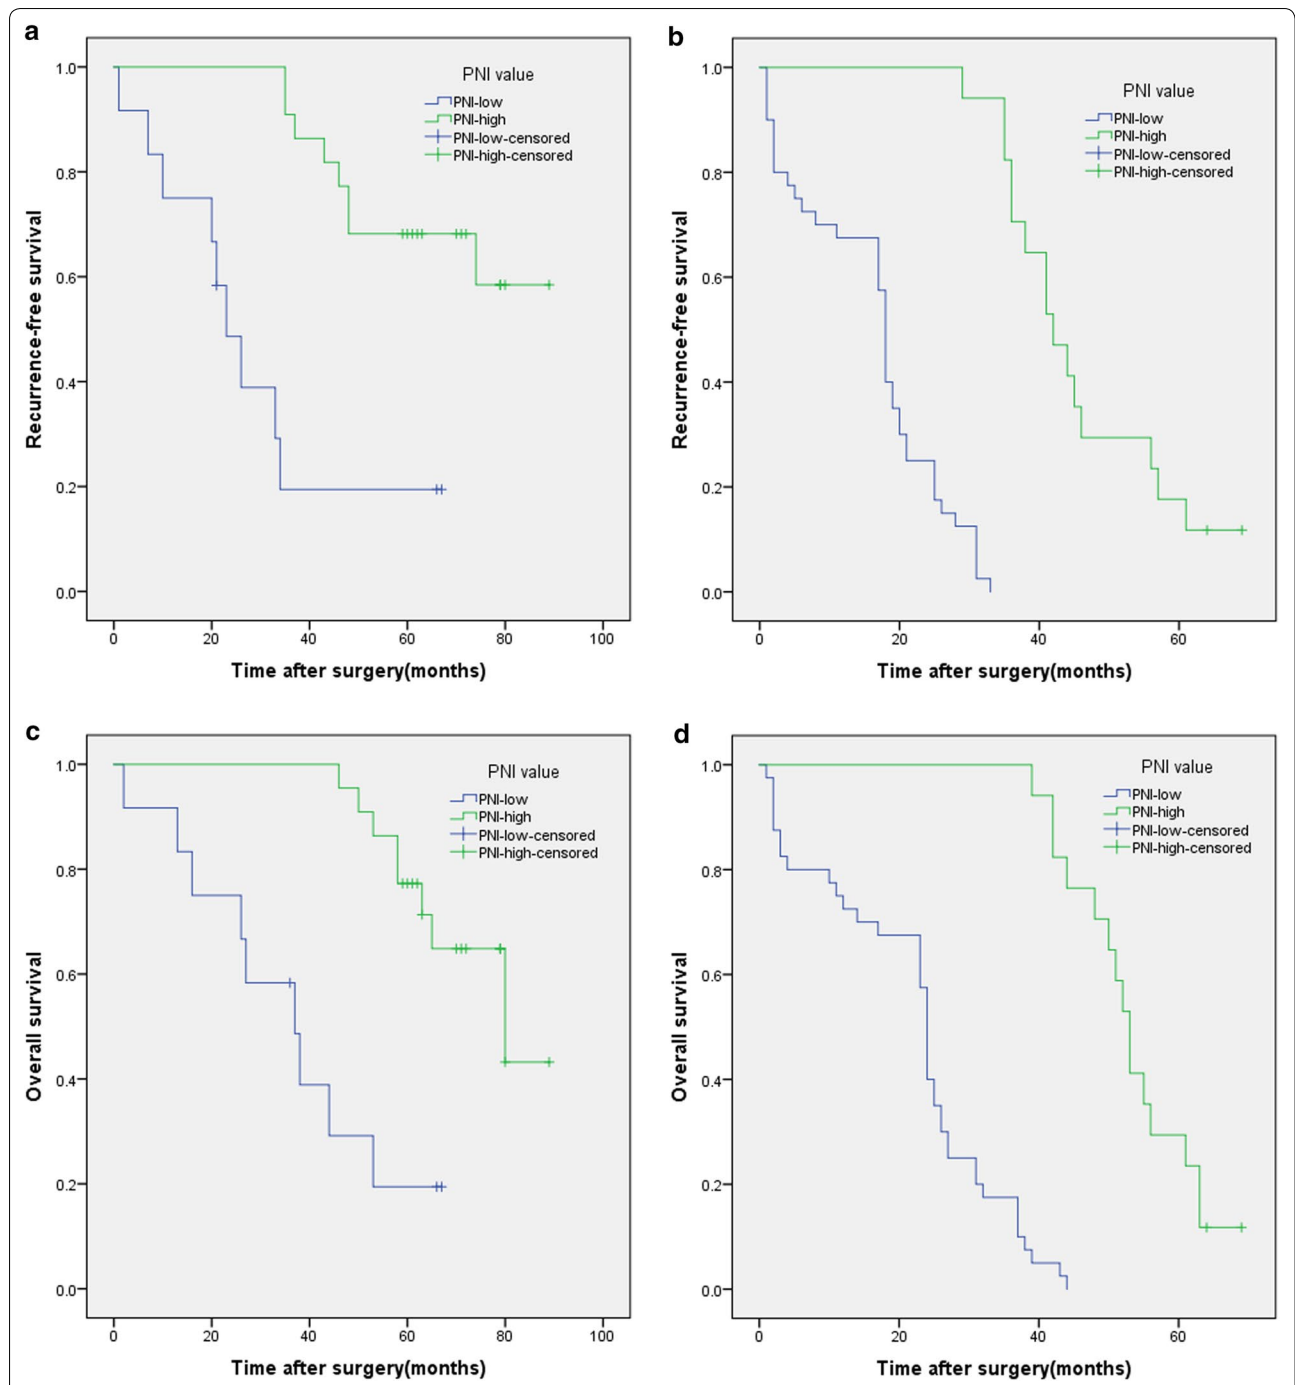 a
PNI value
PNI-low
PNI-high
PNI-low-censored
PNI-high-censored
1.0
0.8
0.6
0.4
0.2
0.0
Recurrence-free survival
0 20 40 60 80 100
Time after surgery(months)
b
PNI value
PNI-low
PNI-high
PNI-low-censored
PNI-high-censored
1.0
0.8
0.6
0.4
0.2
0.0
Recurrence-free survival
0 20 40 60
Time after surgery(months)
c
PNI value
PNI-low
PNI-high
PNI-low-censored
PNI-high-censored
1.0
0.8
0.6
0.4
0.2
0.0
Overall survival
0 20 40 60 80 100
Time after surgery(months)
d
PNI value
PNI-low
PNI-high
PNI-low-censored
PNI-high-censored
1.0
0.8
0.6
0.4
0.2
0.0
Overall survival
0 20 40 60
Time after surgery(months)